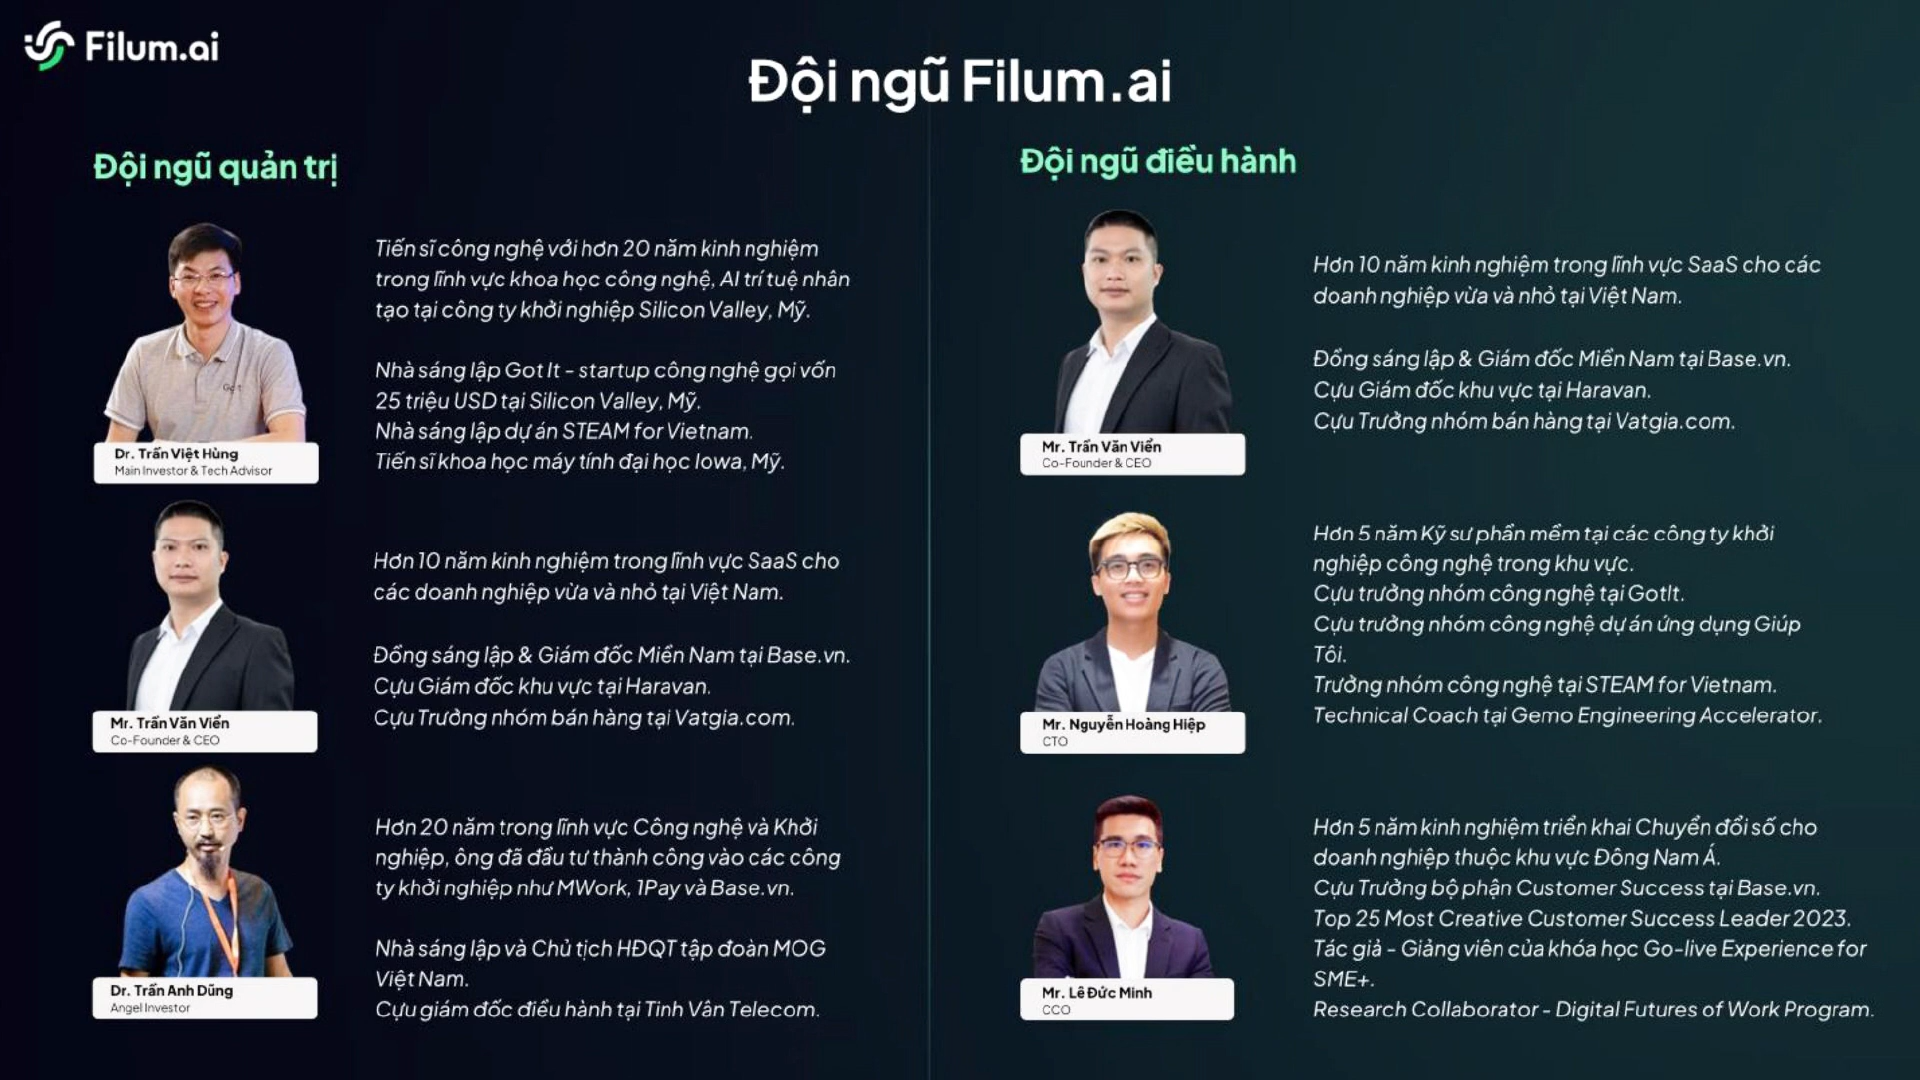 Filum.ai
Đội ngũ Filum.ai
Đội ngũ quản trị
Tiến sĩ công nghệ với hơn 20 năm kinh nghiệm
trong lĩnh vực khoa học công nghệ, AI trí tuệ nhân
tạo tại công ty khởi nghiệp Silicon Valley, Mỹ.
Nhà sáng lập Got It - startup công nghệ gọi vốn
25 triệu USD tại Silicon Valley, Mỹ.
Nhà sáng lập dự án STEAM for Vietnam.
Tiến sĩ khoa học máy tính đại học Iowa, Mỹ.
Dr. Trần Việt Hùng
Main Investor & Tech Advisor
Hơn 10 năm kinh nghiệm trong lĩnh vực SaaS cho
các doanh nghiệp vừa và nhỏ tại Việt Nam.
Đồng sáng lập & Giám đốc Miền Nam tại Base.vn.
Cựu Giám đốc khu vực tại Haravan.
Cựu Trưởng nhóm bán hàng tại Vatgia.com.
Mr. Trần Văn Viển
Co-Founder & CEO
Hơn 20 năm trong lĩnh vực Công nghệ và Khởi
nghiệp, ông đã đầu tư thành công vào các công
ty khởi nghiệp như MWork, 1Pay và Base.vn.
Nhà sáng lập và Chủ tịch HĐQT tập đoàn MOG
Việt Nam.
Cựu giám đốc điều hành tại Tinh Vân Telecom.
Dr. Trần Anh Dũng
Angel Investor
Đội ngũ điều hành
Hơn 10 năm kinh nghiệm trong lĩnh vực SaaS cho các
doanh nghiệp vừa và nhỏ tại Việt Nam.
Đồng sáng lập & Giám đốc Miền Nam tại Base.vn.
Cựu Giám đốc khu vực tại Haravan.
Cựu Trưởng nhóm bán hàng tại Vatgia.com.
Mr. Trần Văn Viển
Co-Founder & CEO
Hơn 5 năm Kỹ sư phần mềm tại các công ty khởi
nghiệp công nghệ trong khu vực.
Cựu trưởng nhóm công nghệ tại GotIt.
Cựu trưởng nhóm công nghệ dự án ứng dụng Giúp
Tôi.
Trưởng nhóm công nghệ tại STEAM for Vietnam.
Technical Coach tại Gemo Engineering Accelerator.
Mr. Nguyễn Hoàng Hiệp
CTO
Hơn 5 năm kinh nghiệm triển khai Chuyển đổi số cho
doanh nghiệp thuộc khu vực Đông Nam Á.
Cựu Trưởng bộ phận Customer Success tại Base.vn.
Top 25 Most Creative Customer Success Leader 2023.
Tác giả - Giảng viên của khóa học Go-live Experience for
SME+.
Research Collaborator - Digital Futures of Work Program.
Mr. Lê Đức Minh
CCO